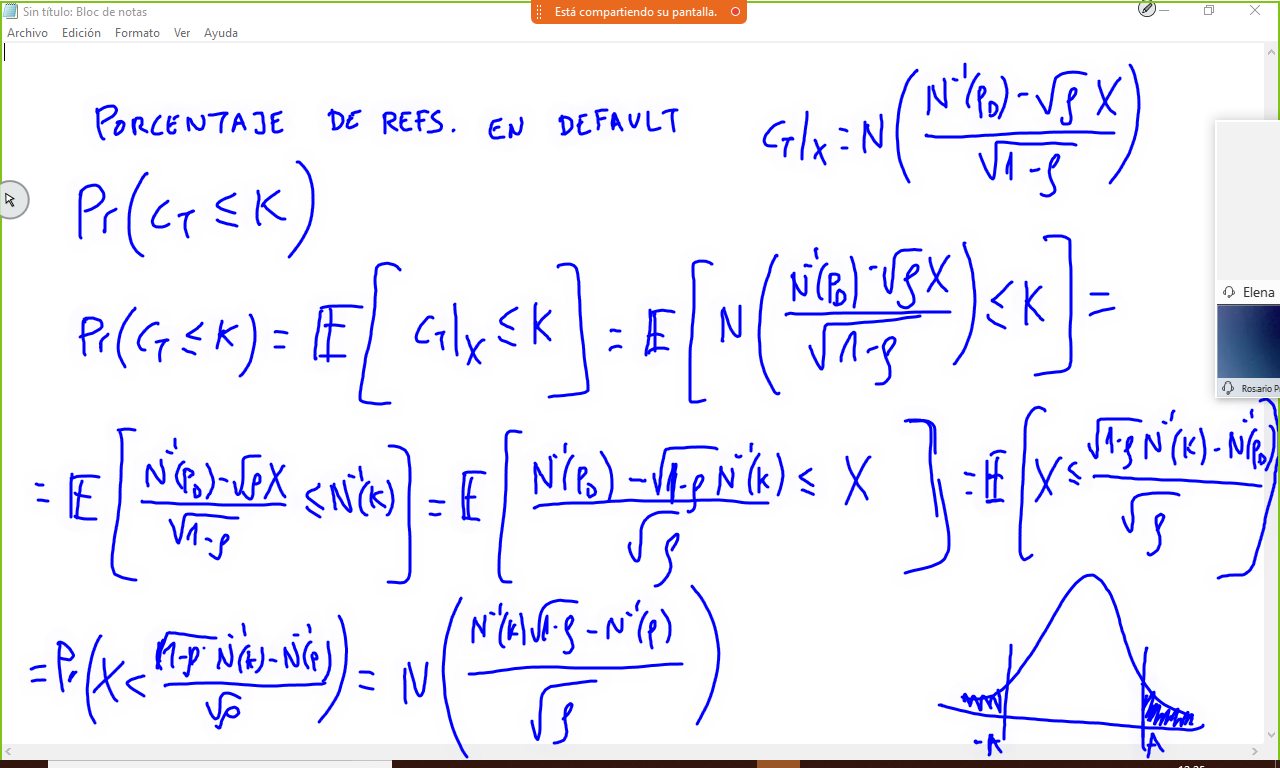 Sin título: Bloc de notas
Está compartiendo su pantalla.
Archivo Edición Formato Ver Ayuda
PORCENTAJE DE REFS. EN DEFAULT
C_T|_X = N( (N⁻¹(P_D) - √ρ X) / √(1-ρ) )
Pr(C_T ≤ K)
Pr(C_T ≤ K) = 𝔼[ C_T|_X ≤ K ] = 𝔼[ N( (N⁻¹(P_D) - √ρ X) / √(1-ρ) ) ≤ K ] =
Elena
Rosario P
= 𝔼[ (N⁻¹(P_D) - √ρ X) / √(1-ρ) ≤ N⁻¹(K) ] = 𝔼[ (N⁻¹(P_D) - √(1-ρ) N⁻¹(K)) / √ρ ≤ X ] = 𝔼[ X ≤ (√(1-ρ) N⁻¹(K) - N⁻¹(P_D)) / √ρ ]
= Pr( X < (√(1-ρ) N⁻¹(K) - N⁻¹(P)) / √ρ ) = N( (N⁻¹(K) √(1-ρ) - N⁻¹(P)) / √ρ )
-A A